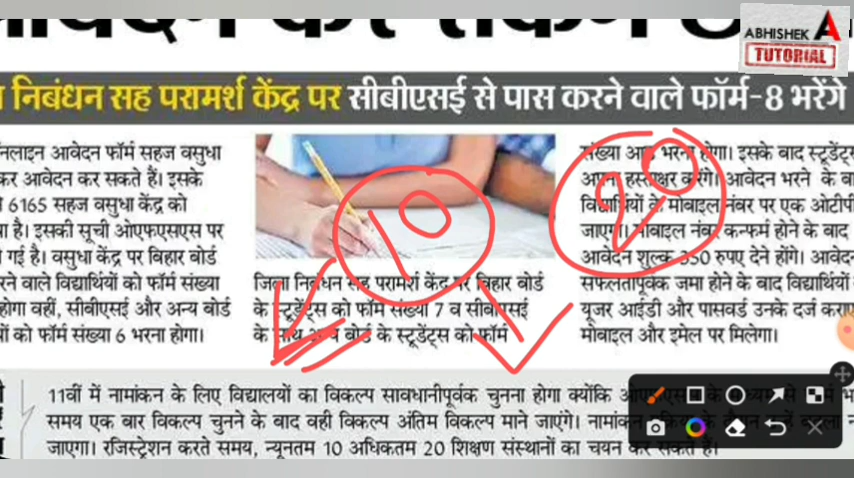 ABHISHEK A
TUTORIAL
निबंधन सह परामर्श केंद्र पर सीबीएसई से पास करने वाले फॉर्म-8 भरेंगे
नलाइन आवेदन फॉर्म सहज वसुधा
कर आवेदन कर सकते हैं। इसके
6165 सहज वसुधा केंद्र को
है। इसकी सूची ओएफएसएस पर
गई है। वसुधा केंद्र पर बिहार बोर्ड
रने वाले विद्यार्थियों को फॉर्म संख्या
होगा वहीं, सीबीएसई और अन्य बोर्ड
को फॉर्म संख्या 6 भरना होगा।
जिला निबंधन सह परामर्श केंद्र पर बिहार बोर्ड
के स्टूडेंट्स को फॉर्म संख्या 7 व सीबीएसई
के साथ बोर्ड के स्टूडेंट्स को फॉर्म
संख्या आठ भरना होगा। इसके बाद स्टूडेंट्स
अपना हस्ताक्षर करेंगे। आवेदन भरने के बा
विद्यार्थियों के मोबाइल नंबर पर एक ओटीपी
जाएगा। मोबाइल नंबर कन्फर्म होने के बाद
आवेदन शुल्क 350 रुपए देने होंगे। आवेद
सफलतापूर्वक जमा होने के बाद विद्यार्थियों
यूजर आईडी और पासवर्ड उनके दर्ज कराए
मोबाइल और इमेल पर मिलेगा।
10
20
11वीं में नामांकन के लिए विद्यालयों का विकल्प सावधानीपूर्वक चुनना होगा क्योंकि
समय एक बार विकल्प चुनने के बाद वही विकल्प अंतिम विकल्प माने जाएंगे। नामांकन
जाएगा। रजिस्ट्रेशन करते समय, न्यूनतम 10 अधिकतम 20 शिक्षण संस्थानों का चयन कर सकते हैं।